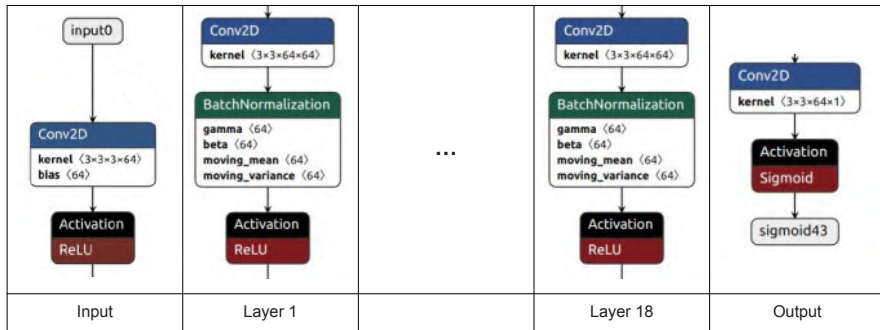 input0
Conv2D
kernel ⟨3×3×3×64⟩
bias ⟨64⟩
Activation
ReLU
Input
Conv2D
kernel ⟨3×3×64×64⟩
BatchNormalization
gamma ⟨64⟩
beta ⟨64⟩
moving_mean ⟨64⟩
moving_variance ⟨64⟩
Activation
ReLU
Layer 1
...
Conv2D
kernel ⟨3×3×64×64⟩
BatchNormalization
gamma ⟨64⟩
beta ⟨64⟩
moving_mean ⟨64⟩
moving_variance ⟨64⟩
Activation
ReLU
Layer 18
Conv2D
kernel ⟨3×3×64×1⟩
Activation
Sigmoid
sigmoid43
Output